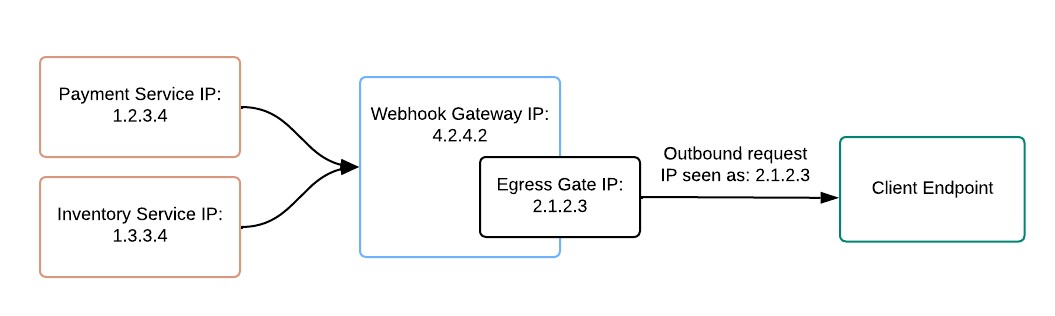 Payment Service IP:
1.2.3.4
Inventory Service IP:
1.3.3.4
Webhook Gateway IP:
4.2.4.2
Egress Gate IP:
2.1.2.3
Outbound request
IP seen as: 2.1.2.3
Client Endpoint